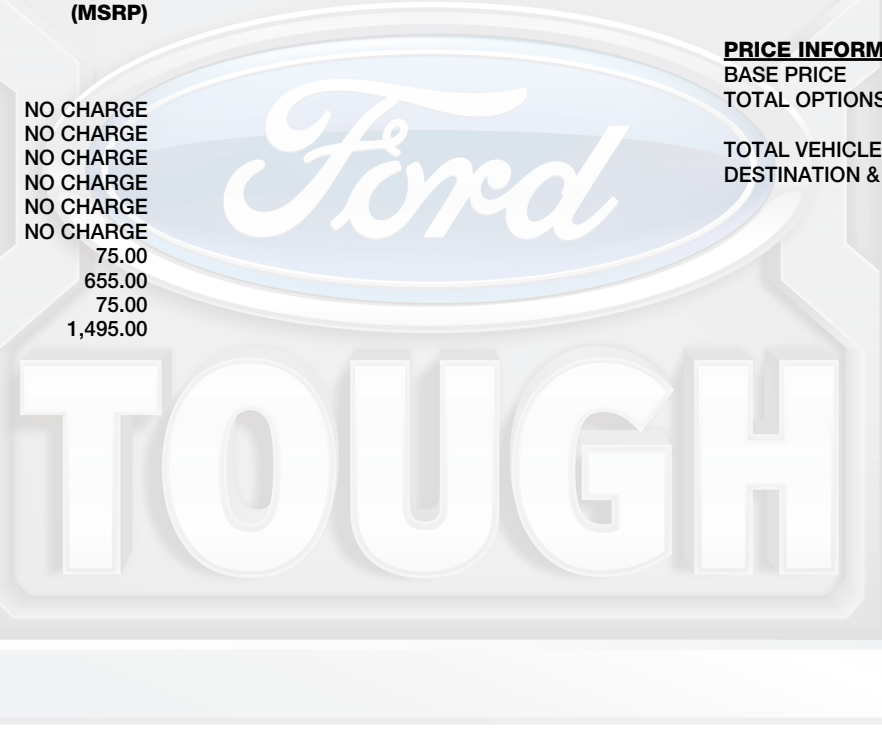 (MSRP)
NO CHARGE
NO CHARGE
NO CHARGE
NO CHARGE
NO CHARGE
NO CHARGE
75.00
655.00
75.00
1,495.00
PRICE INFORM
BASE PRICE
TOTAL OPTIONS
TOTAL VEHICLE
DESTINATION &
Ford
TOUGH